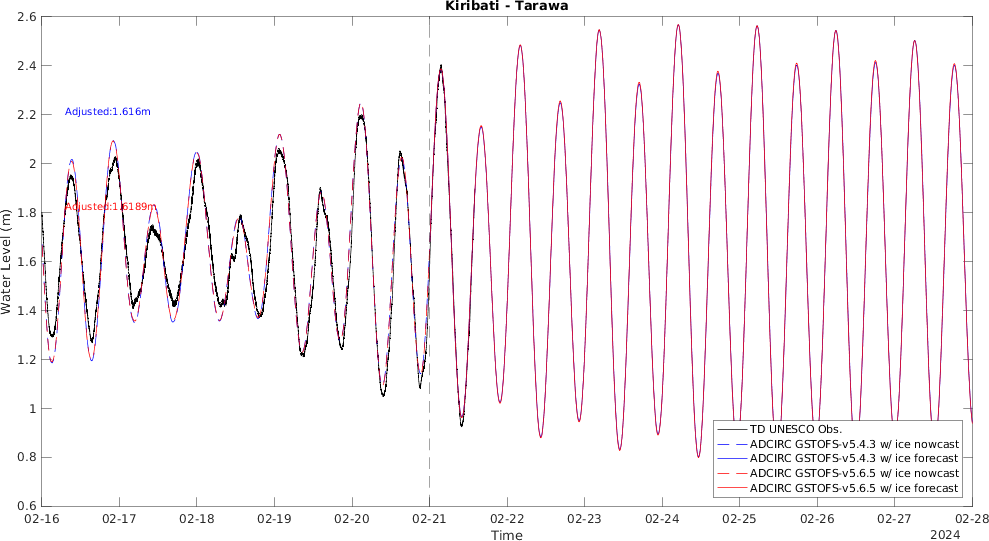 Kiribati - Tarawa
2.6
2.4
2.2
2
1.8
1.6
1.4
1.2
1
0.8
0.6
Water Level (m)
Adjusted:1.616m
Adjusted:1.6189m
TD UNESCO Obs.
ADCIRC GSTOFS-v5.4.3 w/ ice nowcast
ADCIRC GSTOFS-v5.4.3 w/ ice forecast
ADCIRC GSTOFS-v5.6.5 w/ ice nowcast
ADCIRC GSTOFS-v5.6.5 w/ ice forecast
02-16 02-17 02-18 02-19 02-20 02-21 02-22 02-23 02-24 02-25 02-26 02-27 02-28
Time
2024